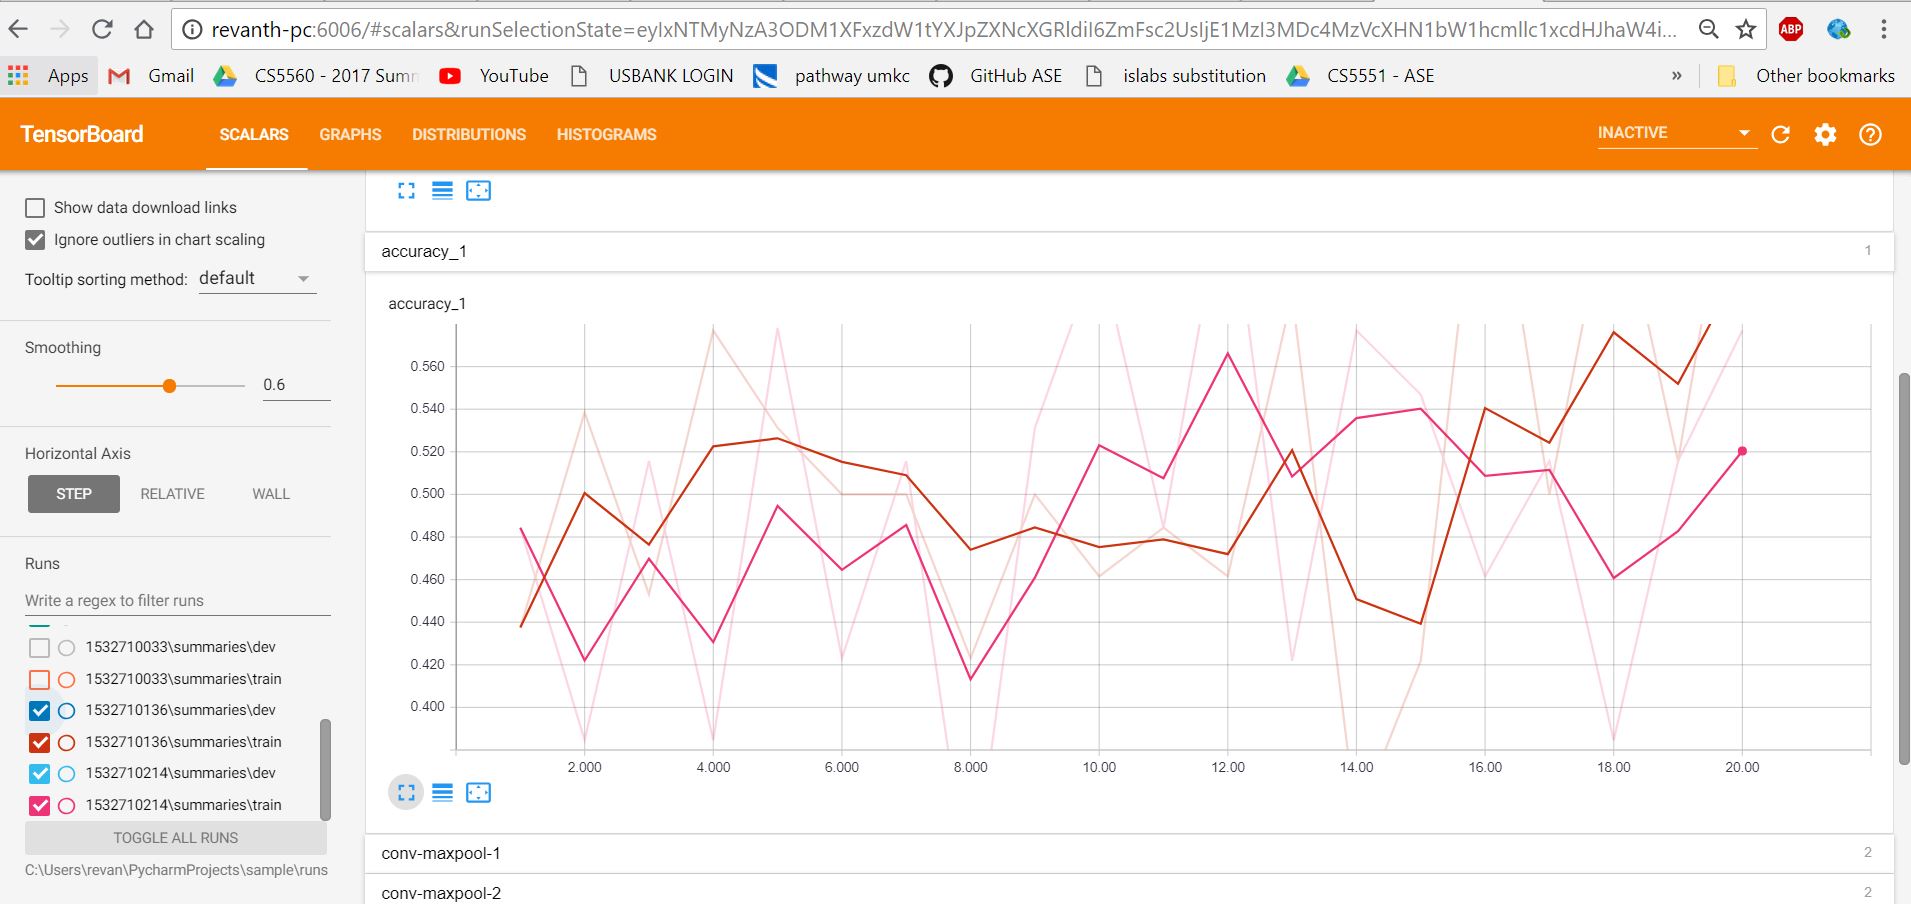 revanth-pc:6006/#scalars&runSelectionState=eyIxNTMyNzA3ODM1XFxzdW1tYXJpZXNcXGRldiI6ZmFsc2UsIjE1MzI3MDc4MzVcXHN1bW1hcmllc1xcdHJhaW4i...
ABP
Apps Gmail CS5560 - 2017 Summ YouTube USBANK LOGIN pathway umkc GitHub ASE islabs substitution CS5551 - ASE » Other bookmarks
TensorBoard SCALARS GRAPHS DISTRIBUTIONS HISTOGRAMS INACTIVE
Show data download links
Ignore outliers in chart scaling
Tooltip sorting method: default
Smoothing
0.6
Horizontal Axis
STEP RELATIVE WALL
Runs
Write a regex to filter runs
1532710033\summaries\dev
1532710033\summaries\train
1532710136\summaries\dev
1532710136\summaries\train
1532710214\summaries\dev
1532710214\summaries\train
TOGGLE ALL RUNS
C:\Users\revan\PycharmProjects\sample\runs
accuracy_1 1
accuracy_1
0.560
0.540
0.520
0.500
0.480
0.460
0.440
0.420
0.400
2.000 4.000 6.000 8.000 10.00 12.00 14.00 16.00 18.00 20.00
conv-maxpool-1 2
conv-maxpool-2 2